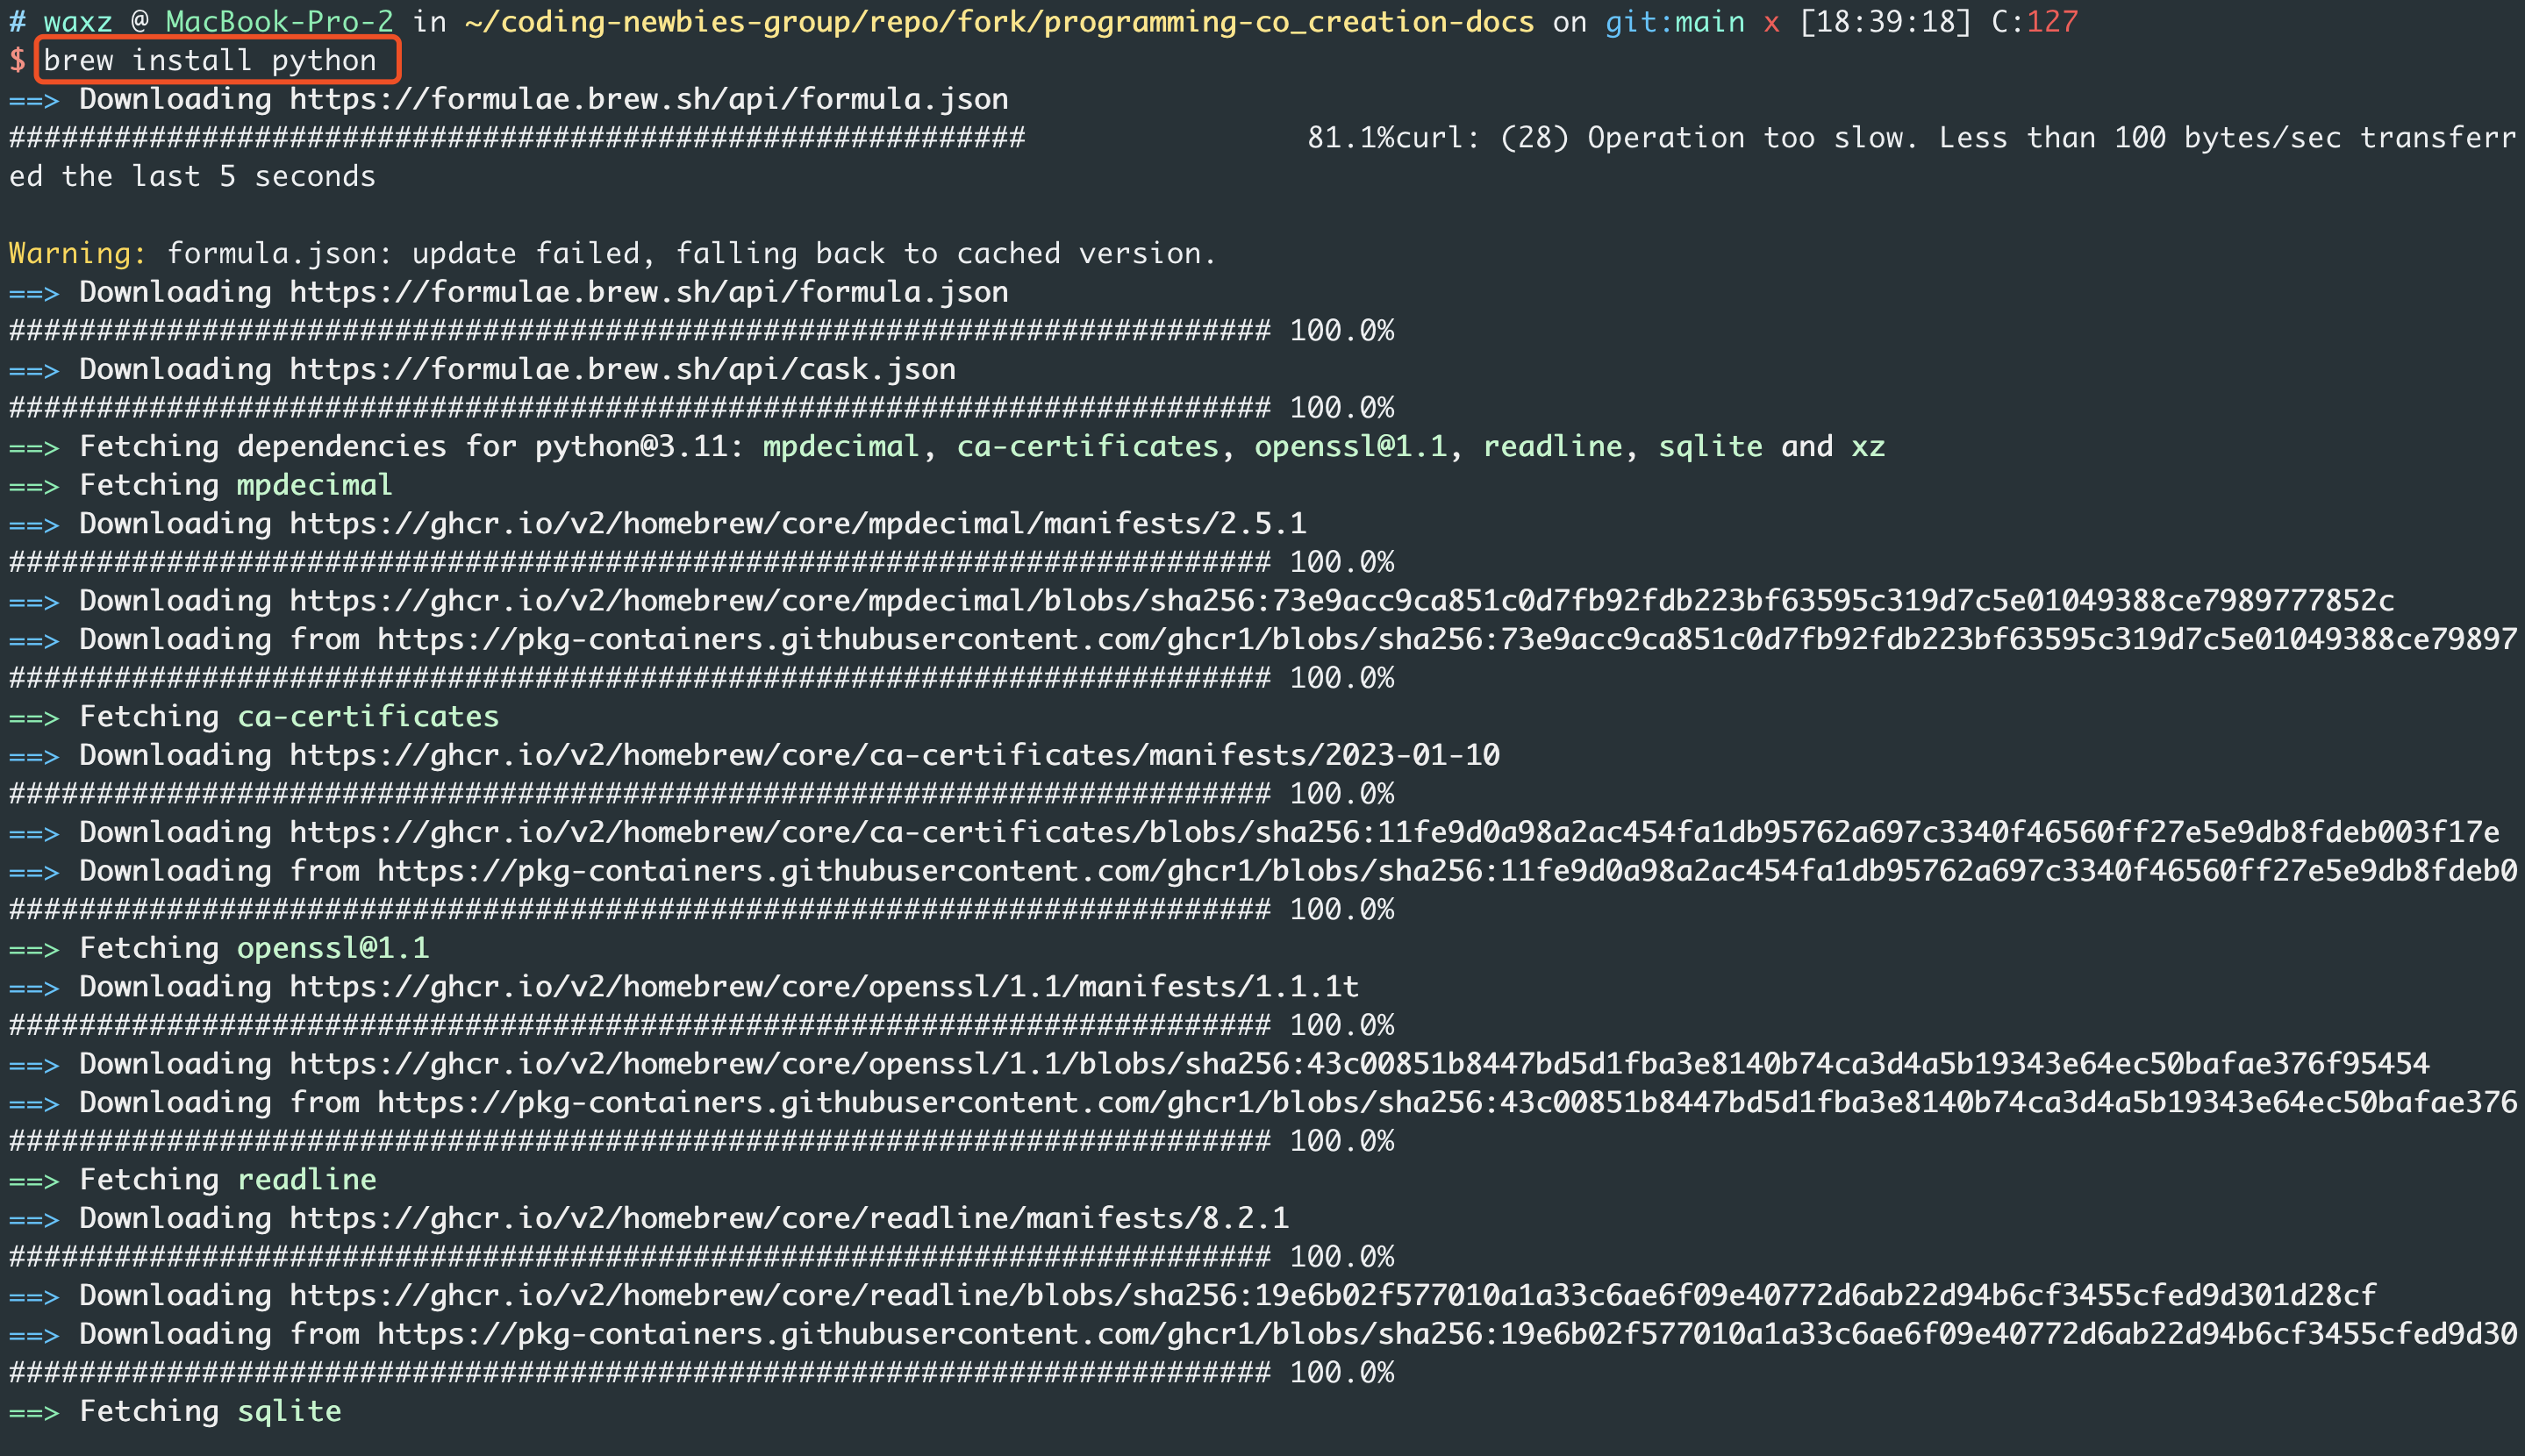 # waxz @ MacBook-Pro-2 in ~/coding-newbies-group/repo/fork/programming-co_creation-docs on git:main x [18:39:18] C:127
$ brew install python
==> Downloading https://formulae.brew.sh/api/formula.json
########################################################## 81.1%curl: (28) Operation too slow. Less than 100 bytes/sec transferr
ed the last 5 seconds
Warning: formula.json: update failed, falling back to cached version.
==> Downloading https://formulae.brew.sh/api/formula.json
######################################################################## 100.0%
==> Downloading https://formulae.brew.sh/api/cask.json
######################################################################## 100.0%
==> Fetching dependencies for python@3.11: mpdecimal, ca-certificates, openssl@1.1, readline, sqlite and xz
==> Fetching mpdecimal
==> Downloading https://ghcr.io/v2/homebrew/core/mpdecimal/manifests/2.5.1
######################################################################## 100.0%
==> Downloading https://ghcr.io/v2/homebrew/core/mpdecimal/blobs/sha256:73e9acc9ca851c0d7fb92fdb223bf63595c319d7c5e01049388ce7989777852c
==> Downloading from https://pkg-containers.githubusercontent.com/ghcr1/blobs/sha256:73e9acc9ca851c0d7fb92fdb223bf63595c319d7c5e01049388ce79897
######################################################################## 100.0%
==> Fetching ca-certificates
==> Downloading https://ghcr.io/v2/homebrew/core/ca-certificates/manifests/2023-01-10
######################################################################## 100.0%
==> Downloading https://ghcr.io/v2/homebrew/core/ca-certificates/blobs/sha256:11fe9d0a98a2ac454fa1db95762a697c3340f46560ff27e5e9db8fdeb003f17e
==> Downloading from https://pkg-containers.githubusercontent.com/ghcr1/blobs/sha256:11fe9d0a98a2ac454fa1db95762a697c3340f46560ff27e5e9db8fdeb0
######################################################################## 100.0%
==> Fetching openssl@1.1
==> Downloading https://ghcr.io/v2/homebrew/core/openssl/1.1/manifests/1.1.1t
######################################################################## 100.0%
==> Downloading https://ghcr.io/v2/homebrew/core/openssl/1.1/blobs/sha256:43c00851b8447bd5d1fba3e8140b74ca3d4a5b19343e64ec50bafae376f95454
==> Downloading from https://pkg-containers.githubusercontent.com/ghcr1/blobs/sha256:43c00851b8447bd5d1fba3e8140b74ca3d4a5b19343e64ec50bafae376
######################################################################## 100.0%
==> Fetching readline
==> Downloading https://ghcr.io/v2/homebrew/core/readline/manifests/8.2.1
######################################################################## 100.0%
==> Downloading https://ghcr.io/v2/homebrew/core/readline/blobs/sha256:19e6b02f577010a1a33c6ae6f09e40772d6ab22d94b6cf3455cfed9d301d28cf
==> Downloading from https://pkg-containers.githubusercontent.com/ghcr1/blobs/sha256:19e6b02f577010a1a33c6ae6f09e40772d6ab22d94b6cf3455cfed9d30
######################################################################## 100.0%
==> Fetching sqlite